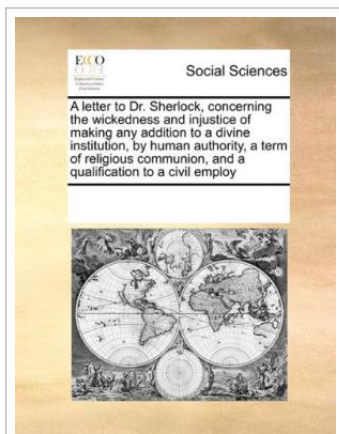 ECCO
Social Sciences
A letter to Dr. Sherlock, concerning
the wickedness and injustice of
making any addition to a divine
institution, by human authority, a term
of religious communion, and a
qualification to a civil employ